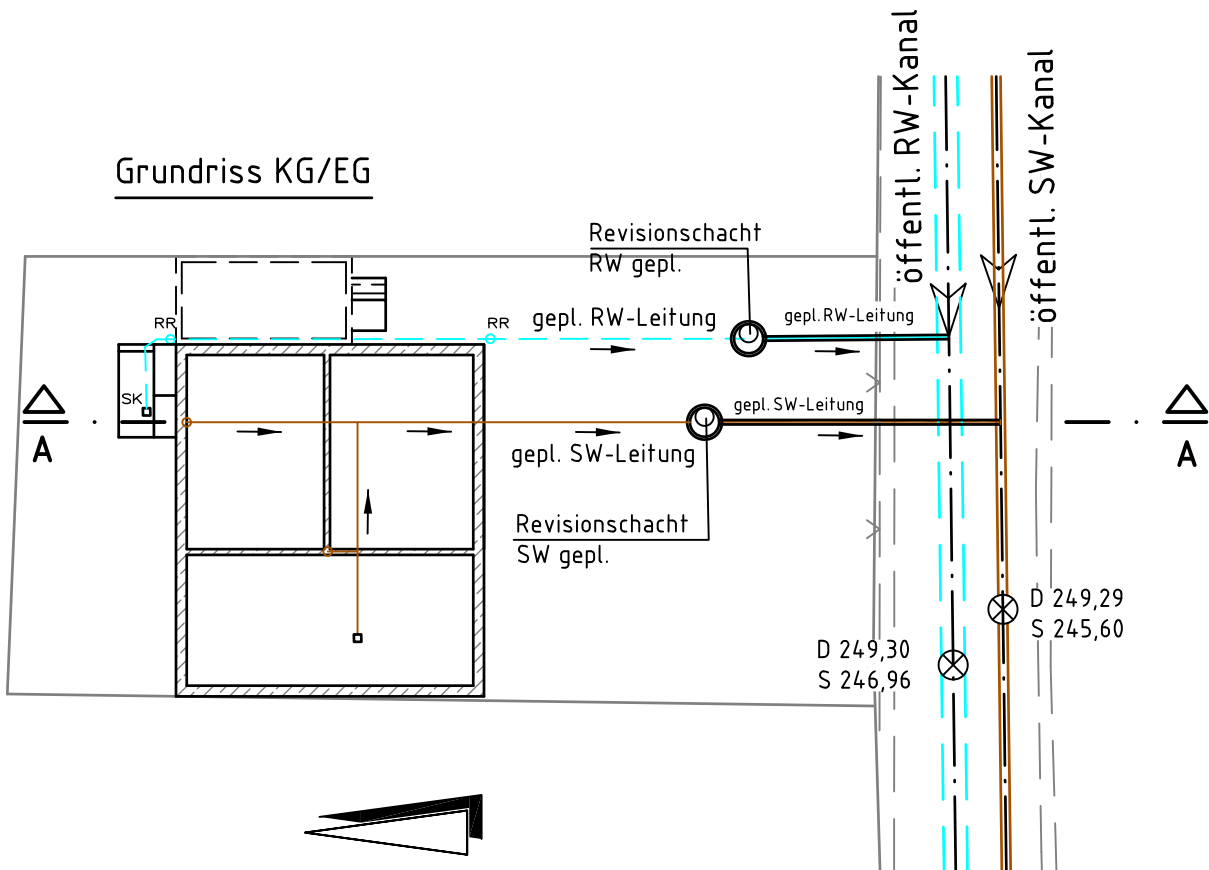 öffentl. RW-Kanal
öffentl. SW-Kanal
Grundriss KG/EG
Revisionschacht
RW gepl.
RR
RR
gepl. RW-Leitung
gepl.RW-Leitung
SK
gepl.SW-Leitung
A
A
gepl. SW-Leitung
Revisionschacht
SW gepl.
D 249,29
S 245,60
D 249,30
S 246,96